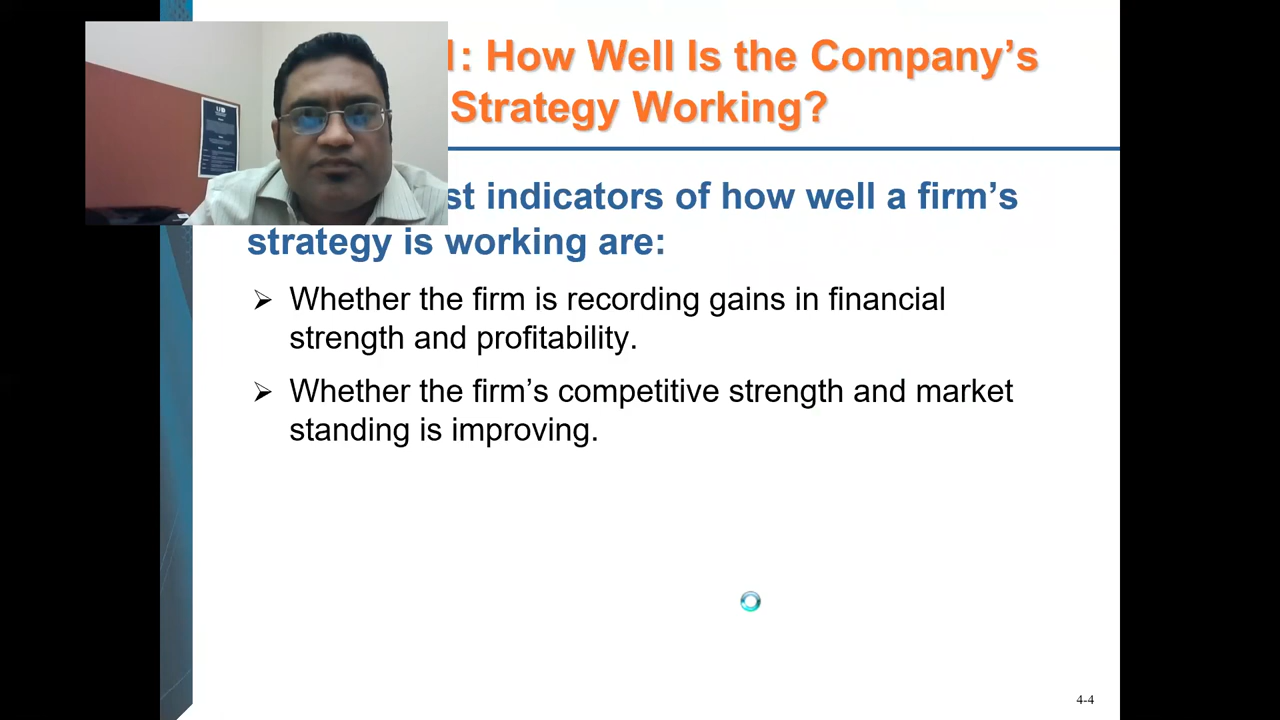 1: How Well Is the Company’s
Strategy Working?
st indicators of how well a firm’s
strategy is working are:
➢ Whether the firm is recording gains in financial
strength and profitability.
➢ Whether the firm’s competitive strength and market
standing is improving.
4-4